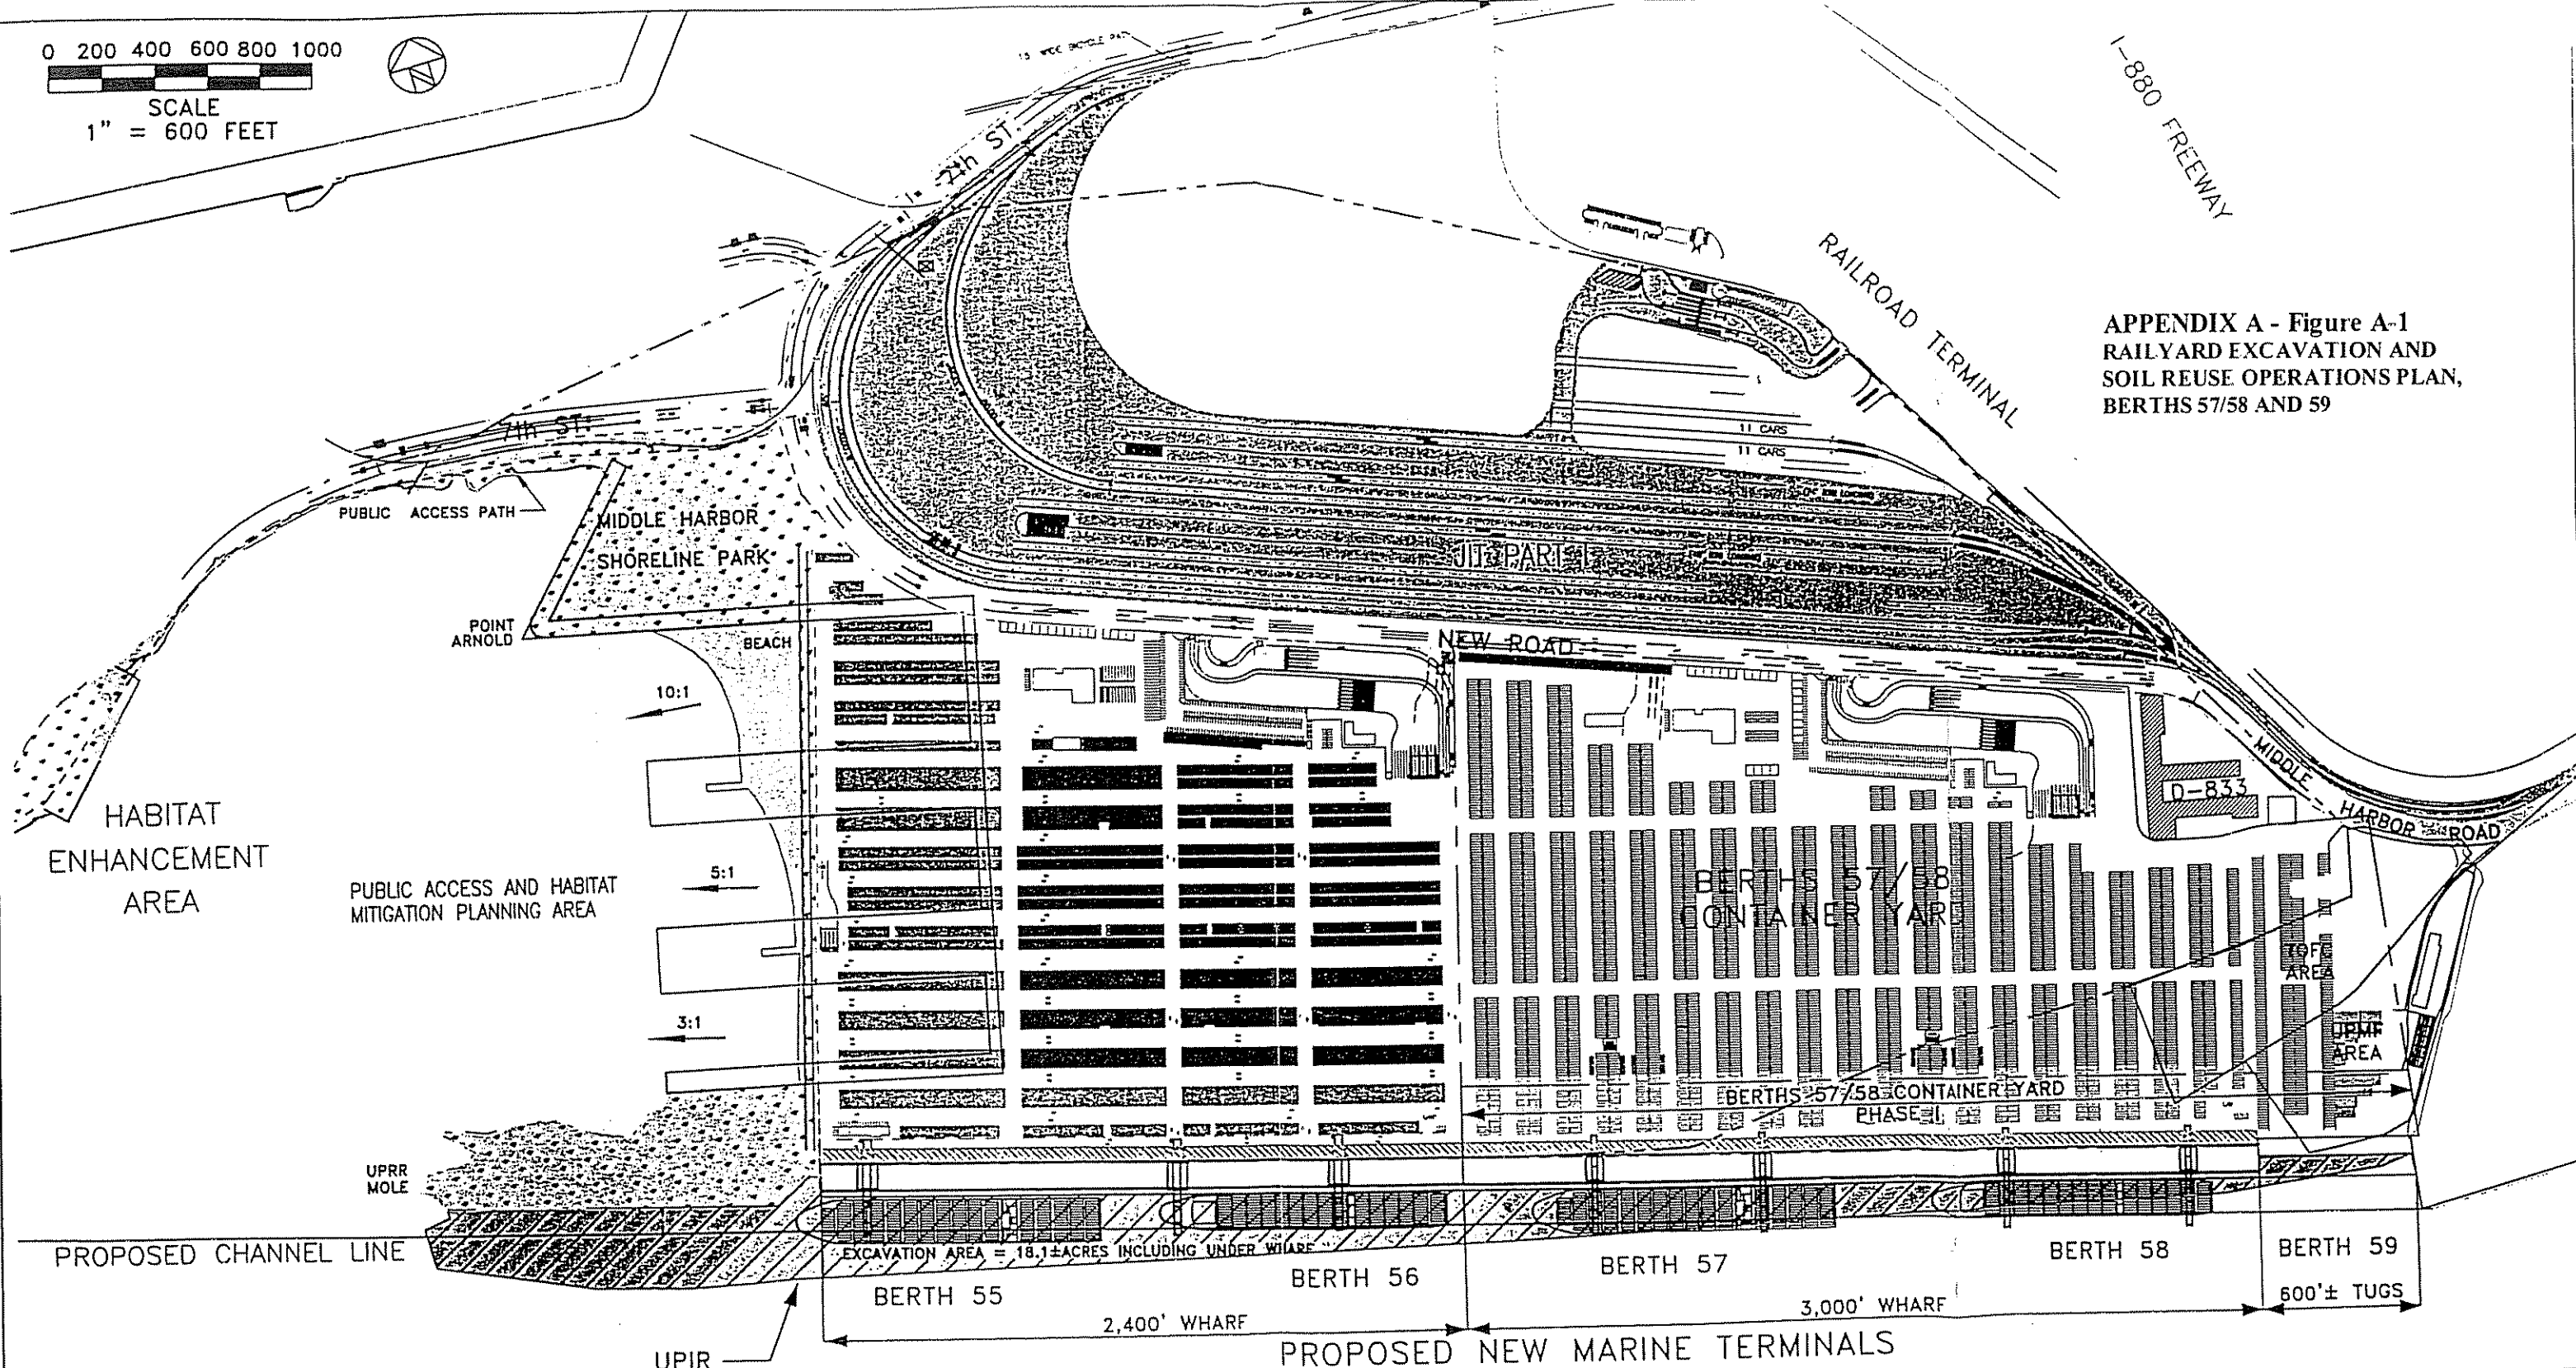 0 200 400 600 800 1000
SCALE
1" = 600 FEET
N
I-880 FREEWAY
7th ST.
RAILROAD TERMINAL
APPENDIX A - Figure A-1
RAILYARD EXCAVATION AND
SOIL REUSE OPERATIONS PLAN,
BERTHS 57/58 AND 59
7th ST.
11 CARS
11 CARS
PUBLIC ACCESS PATH
MIDDLE HARBOR
SHORELINE PARK
JIT PART 1
POINT
ARNOLD
BEACH
NEW ROAD
10:1
MIDDLE HARBOR ROAD
D-833
HABITAT
ENHANCEMENT
AREA
5:1
PUBLIC ACCESS AND HABITAT
MITIGATION PLANNING AREA
BERTHS 57/58
CONTAINER YARD
TOFC
AREA
3:1
UPMF
AREA
BERTHS 57/58 CONTAINER YARD
PHASE I
UPRR
MOLE
PROPOSED CHANNEL LINE
EXCAVATION AREA = 18.1±ACRES INCLUDING UNDER WHARF
BERTH 55
BERTH 56
BERTH 57
BERTH 58
BERTH 59
2,400' WHARF
3,000' WHARF
600'± TUGS
UPIR
PROPOSED NEW MARINE TERMINALS